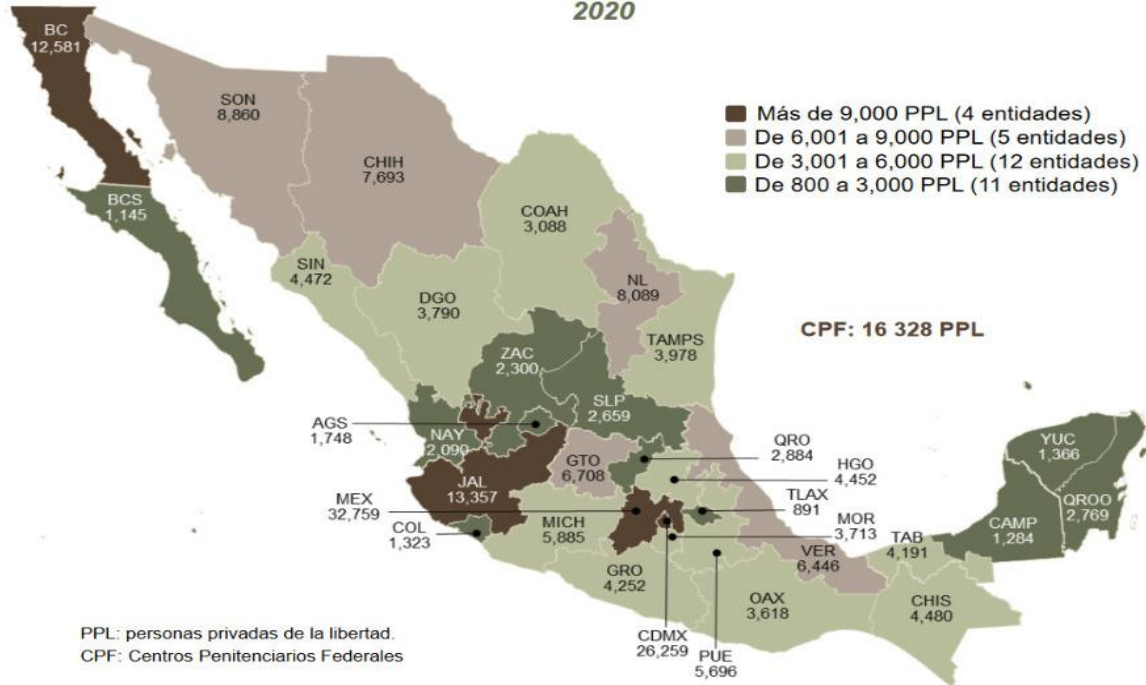 2020
BC
12,581
SON
8,860
CHIH
7,693
BCS
1,145
COAH
3,088
SIN
4,472
DGO
3,790
NL
8,089
TAMPS
3,978
Más de 9,000 PPL (4 entidades)
De 6,001 a 9,000 PPL (5 entidades)
De 3,001 a 6,000 PPL (12 entidades)
De 800 a 3,000 PPL (11 entidades)
CPF: 16 328 PPL
ZAC
2,300
SLP
2,659
AGS
1,748
NAY
2,090
GTO
6,708
QRO
2,884
HGO
4,452
JAL
13,357
MEX
32,759
TLAX
891
MOR
3,713
COL
1,323
MICH
5,885
VER
6,446
TAB
4,191
YUC
1,366
QROO
2,769
CAMP
1,284
GRO
4,252
OAX
3,618
CHIS
4,480
CDMX
26,259
PUE
5,696
PPL: personas privadas de la libertad.
CPF: Centros Penitenciarios Federales